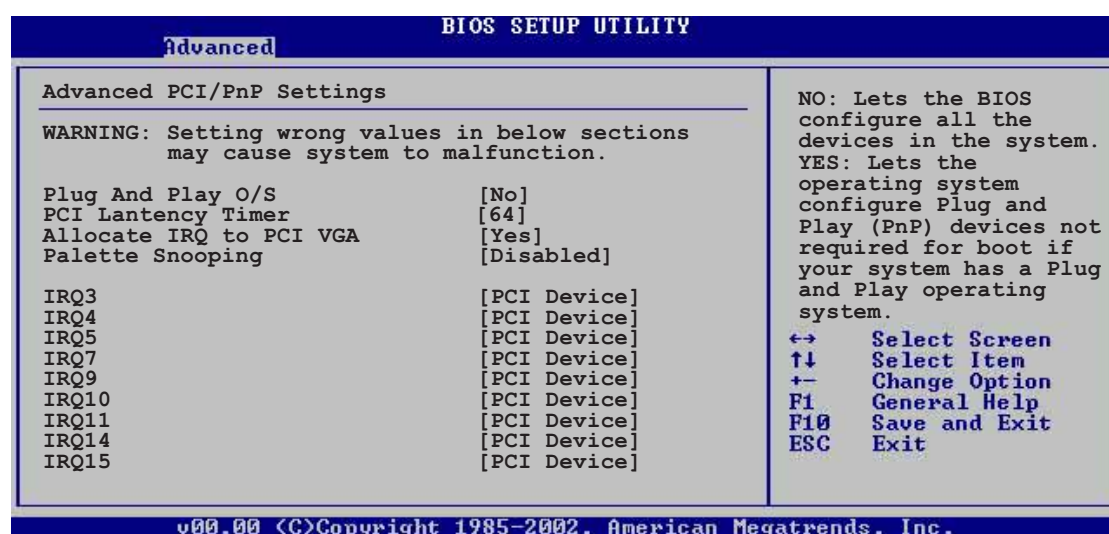 BIOS SETUP UTILITY
Advanced
Advanced PCI/PnP Settings
WARNING: Setting wrong values in below sections
may cause system to malfunction.
Plug And Play O/S [No]
PCI Lantency Timer [64]
Allocate IRQ to PCI VGA [Yes]
Palette Snooping [Disabled]
IRQ3 [PCI Device]
IRQ4 [PCI Device]
IRQ5 [PCI Device]
IRQ7 [PCI Device]
IRQ9 [PCI Device]
IRQ10 [PCI Device]
IRQ11 [PCI Device]
IRQ14 [PCI Device]
IRQ15 [PCI Device]
NO: Lets the BIOS
configure all the
devices in the system.
YES: Lets the
operating system
configure Plug and
Play (PnP) devices not
required for boot if
your system has a Plug
and Play operating
system.
←→ Select Screen
↑↓ Select Item
+- Change Option
F1 General Help
F10 Save and Exit
ESC Exit
v00.00 (C)Copyright 1985-2002, American Megatrends, Inc.